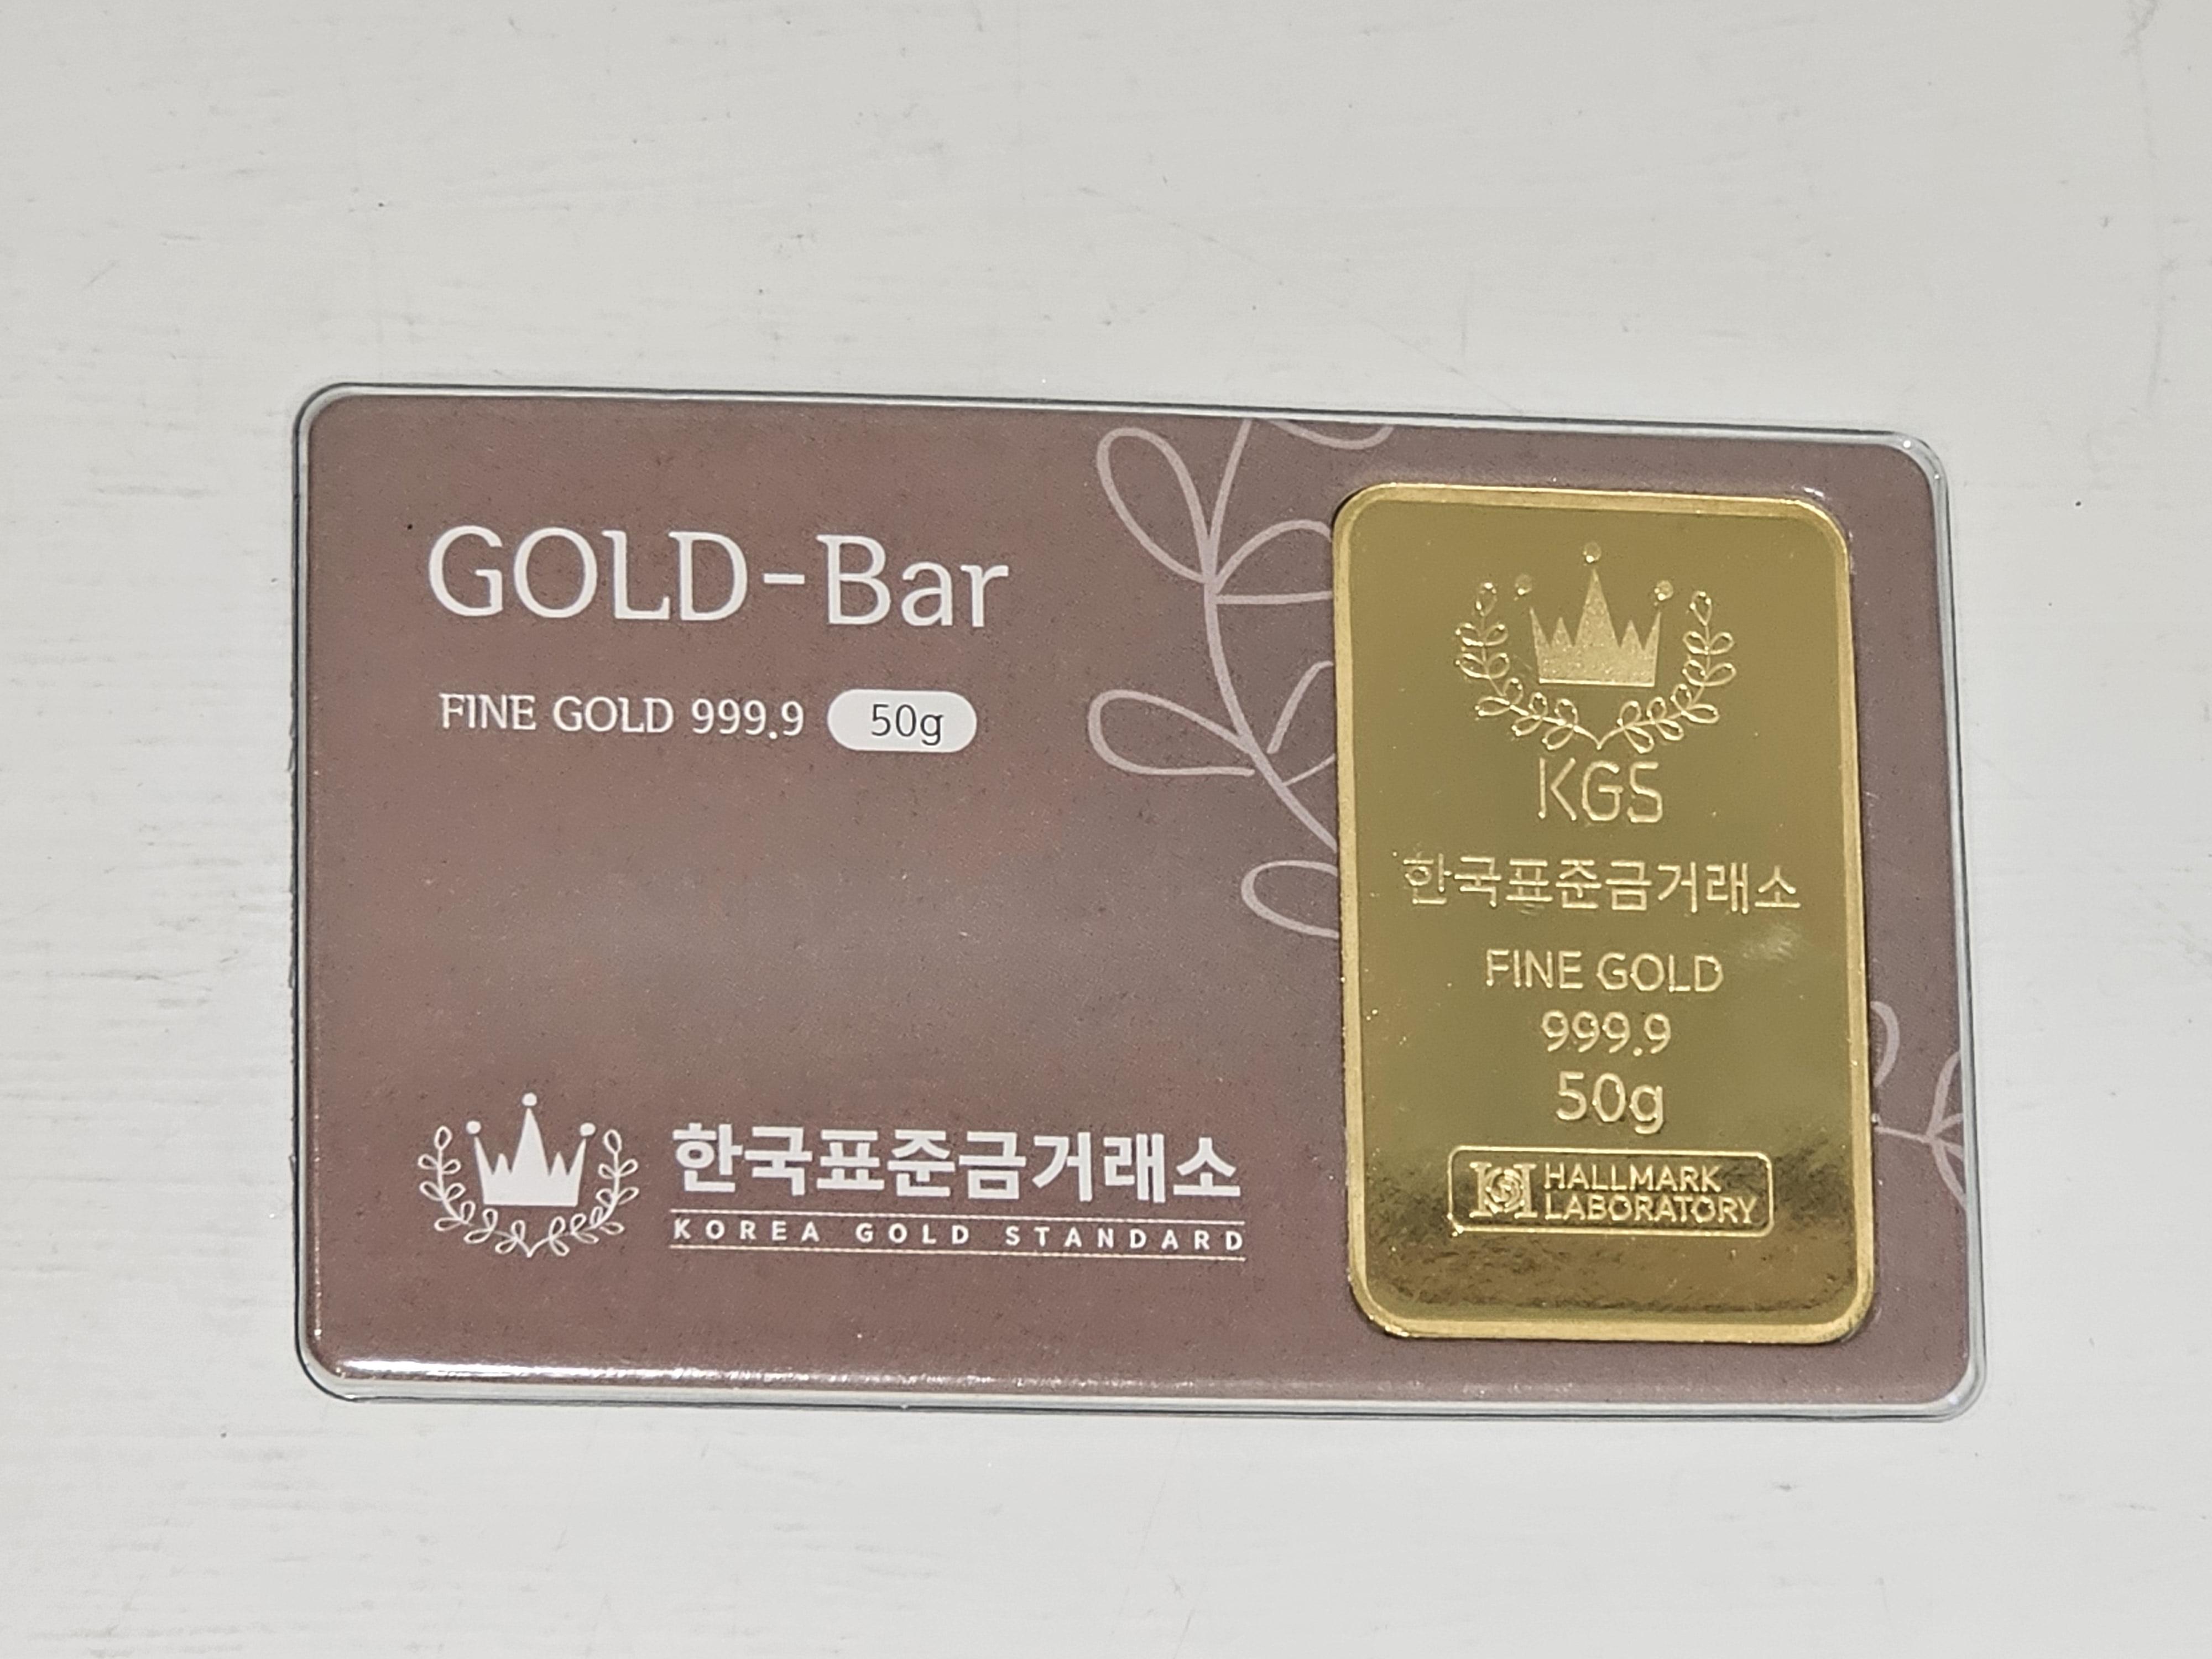 GOLD-Bar
FINE GOLD 999.9 50g
한국표준금거래소
KOREA GOLD STANDARD
KGS
한국표준금거래소
FINE GOLD
999.9
50g
HALLMARK
LABORATORY